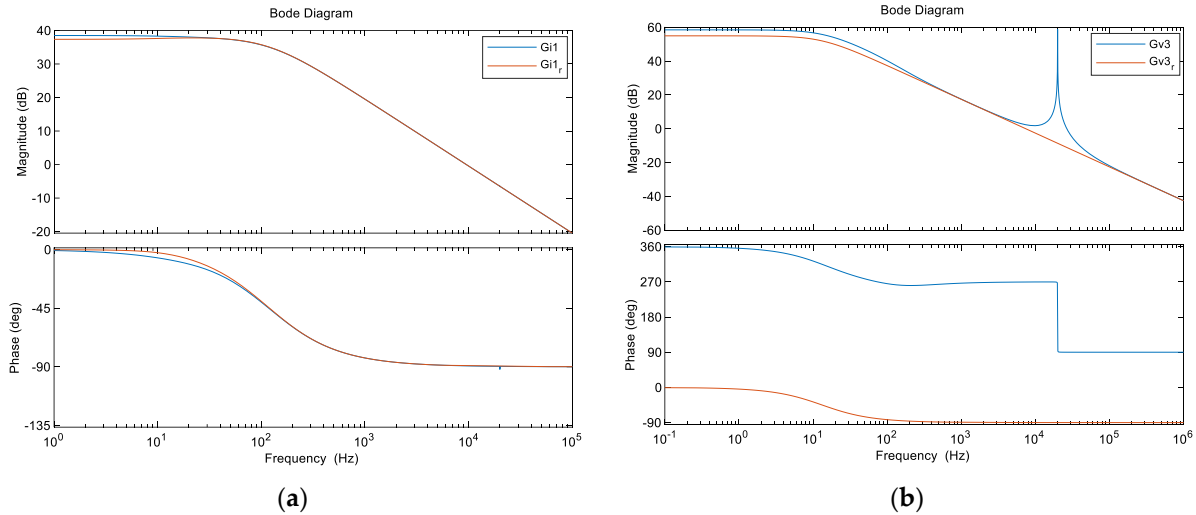 Bode Diagram
40
30
20
10
0
-10
-20
Magnitude (dB)
Gi1
Gi1r
0
-45
-90
-135
Phase (deg)
10^0 10^1 10^2 10^3 10^4 10^5
Frequency (Hz)
(a)
Bode Diagram
60
40
20
0
-20
-40
-60
Magnitude (dB)
Gv3
Gv3r
360
270
180
90
0
-90
Phase (deg)
10^-1 10^0 10^1 10^2 10^3 10^4 10^5 10^6
Frequency (Hz)
(b)